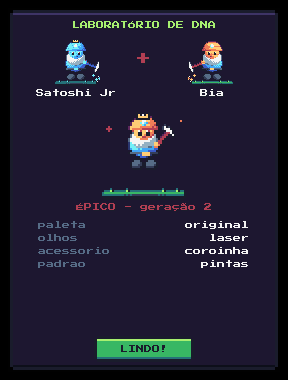 LABORATóRIO DE DNA
Satoshi Jr
Bia
éPICO - geração 2
paleta original
olhos laser
acessorio coroinha
padrao pintas
LINDO!